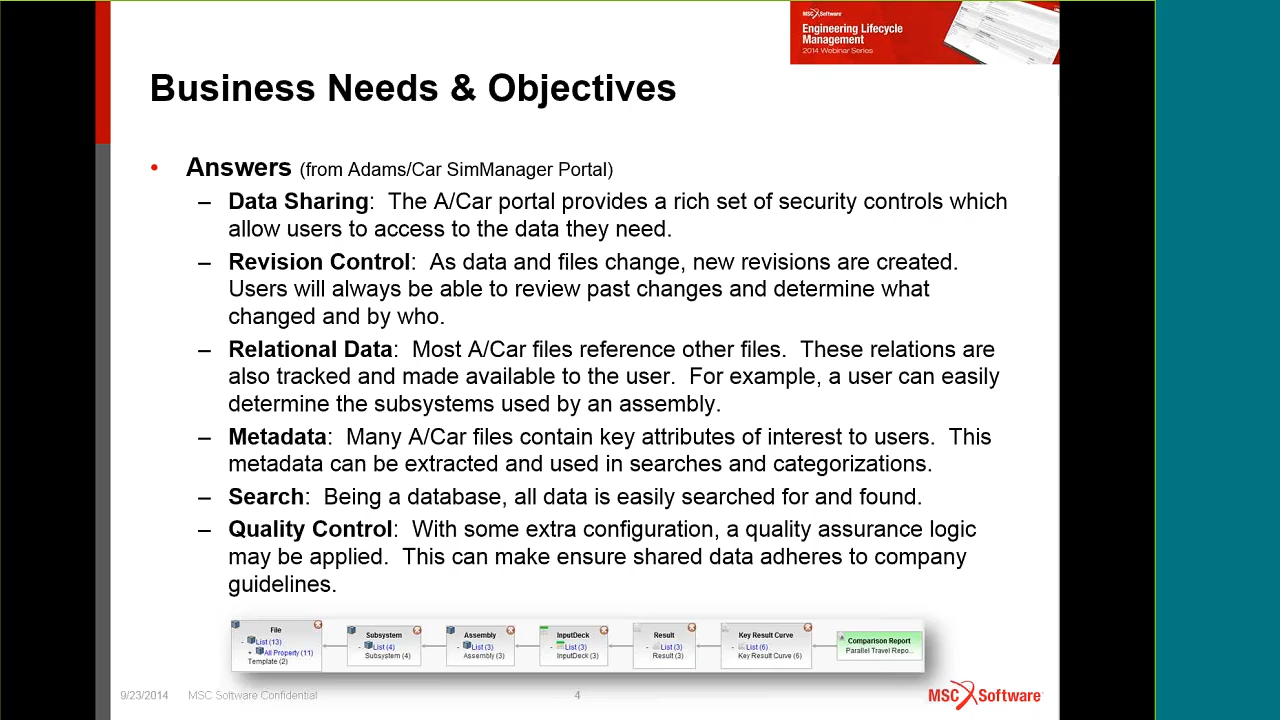 MSC Software
Engineering Lifecycle
Management
2014 Webinar Series
Business Needs & Objectives
• Answers (from Adams/Car SimManager Portal)
– Data Sharing:  The A/Car portal provides a rich set of security controls which
allow users to access to the data they need.
– Revision Control:  As data and files change, new revisions are created.
Users will always be able to review past changes and determine what
changed and by who.
– Relational Data:  Most A/Car files reference other files.  These relations are
also tracked and made available to the user.  For example, a user can easily
determine the subsystems used by an assembly.
– Metadata:  Many A/Car files contain key attributes of interest to users.  This
metadata can be extracted and used in searches and categorizations.
– Search:  Being a database, all data is easily searched for and found.
– Quality Control:  With some extra configuration, a quality assurance logic
may be applied.  This can make ensure shared data adheres to company
guidelines.
File
- List (13)
+ All Property (11)
Template (2)
Subsystem
- List (4)
Subsystem (4)
Assembly
- List (3)
Assembly (3)
InputDeck
- List (3)
InputDeck (3)
Result
- List (3)
Result (3)
Key Result Curve
- List (6)
Key Result Curve (6)
Comparison Report
Parallel Travel Repo...
9/23/2014
MSC Software Confidential
4
MSC Software